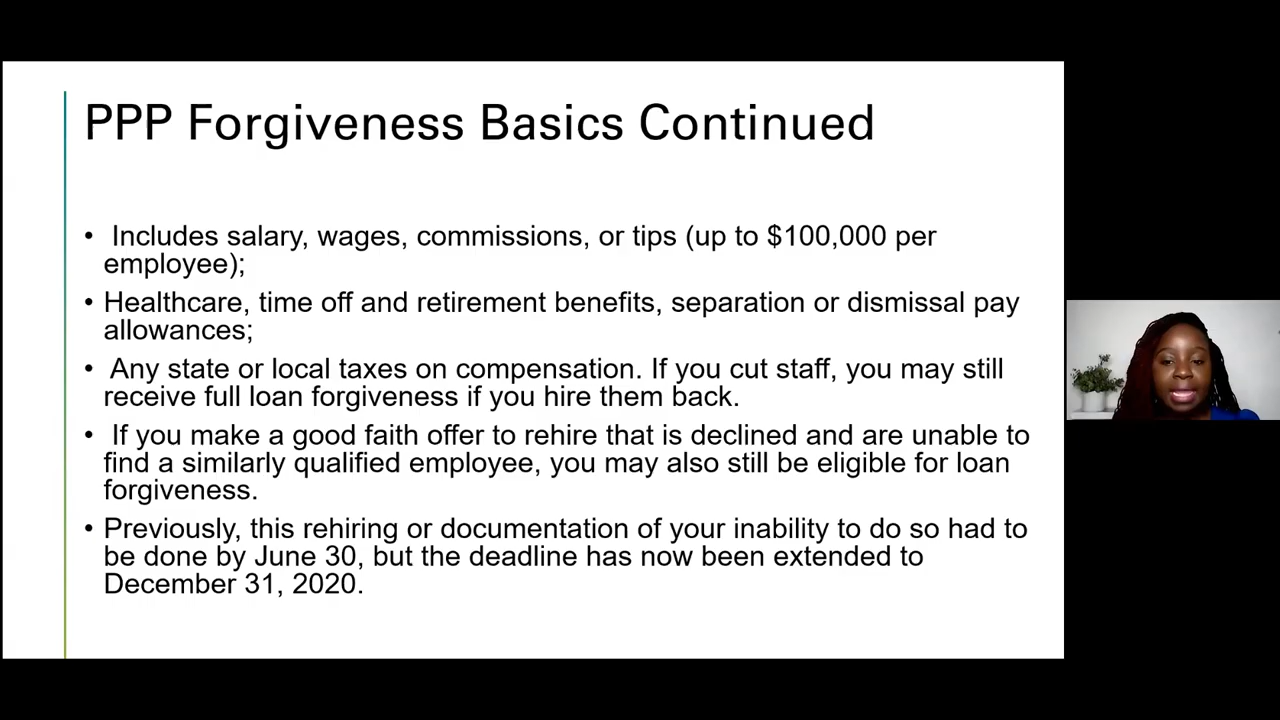 PPP Forgiveness Basics Continued
• Includes salary, wages, commissions, or tips (up to $100,000 per
employee);
• Healthcare, time off and retirement benefits, separation or dismissal pay
allowances;
• Any state or local taxes on compensation. If you cut staff, you may still
receive full loan forgiveness if you hire them back.
• If you make a good faith offer to rehire that is declined and are unable to
find a similarly qualified employee, you may also still be eligible for loan
forgiveness.
• Previously, this rehiring or documentation of your inability to do so had to
be done by June 30, but the deadline has now been extended to
December 31, 2020.